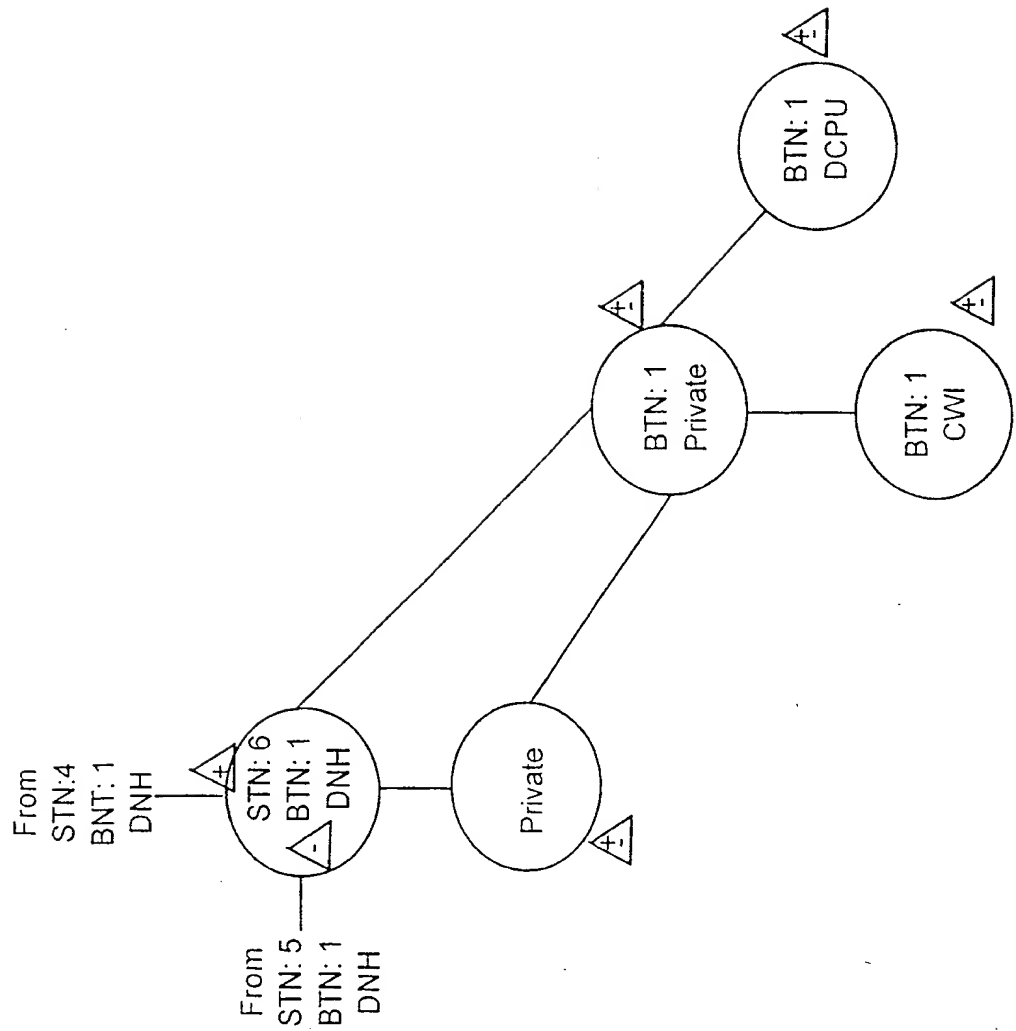 From
STN:4
BNT: 1
DNH
+
STN: 6
BTN: 1
DNH
-
From
STN: 5
BTN: 1
DNH
Private
+-
BTN: 1
Private
+-
BTN: 1
DCPU
+-
BTN: 1
CWI
+-